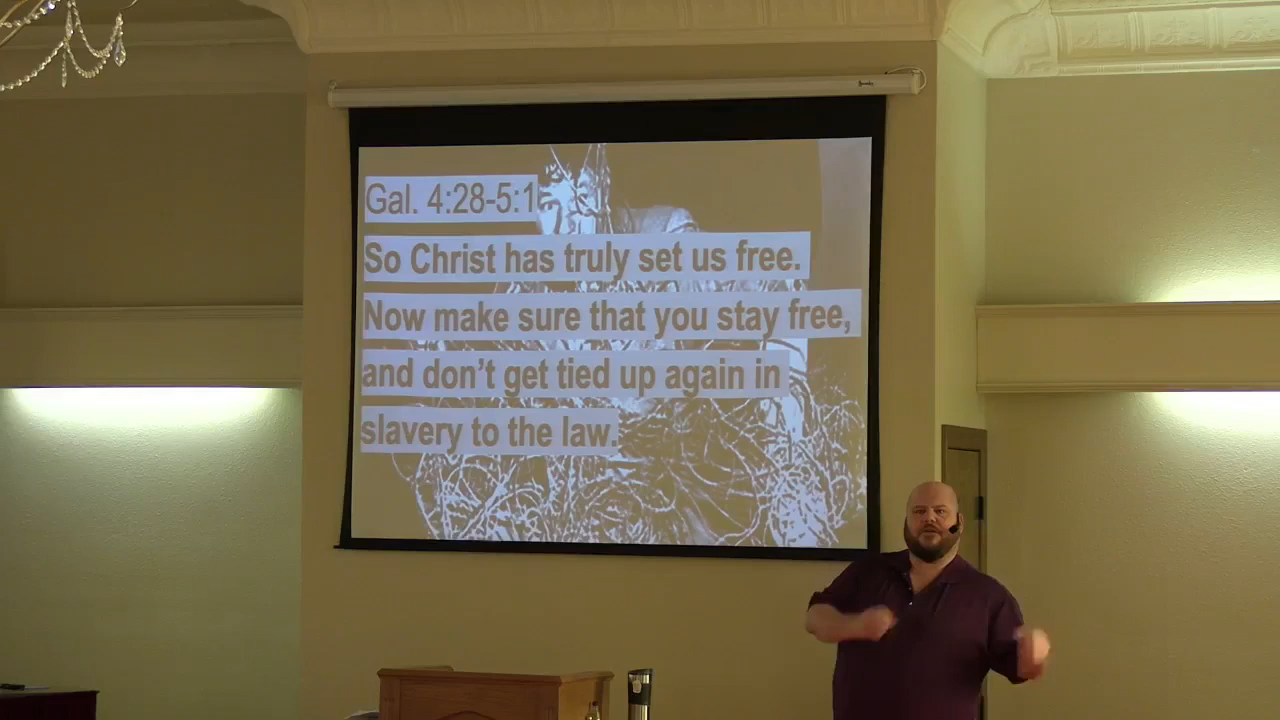 Gal. 4:28-5:1
So Christ has truly set us free.
Now make sure that you stay free,
and don't get tied up again in
slavery to the law.